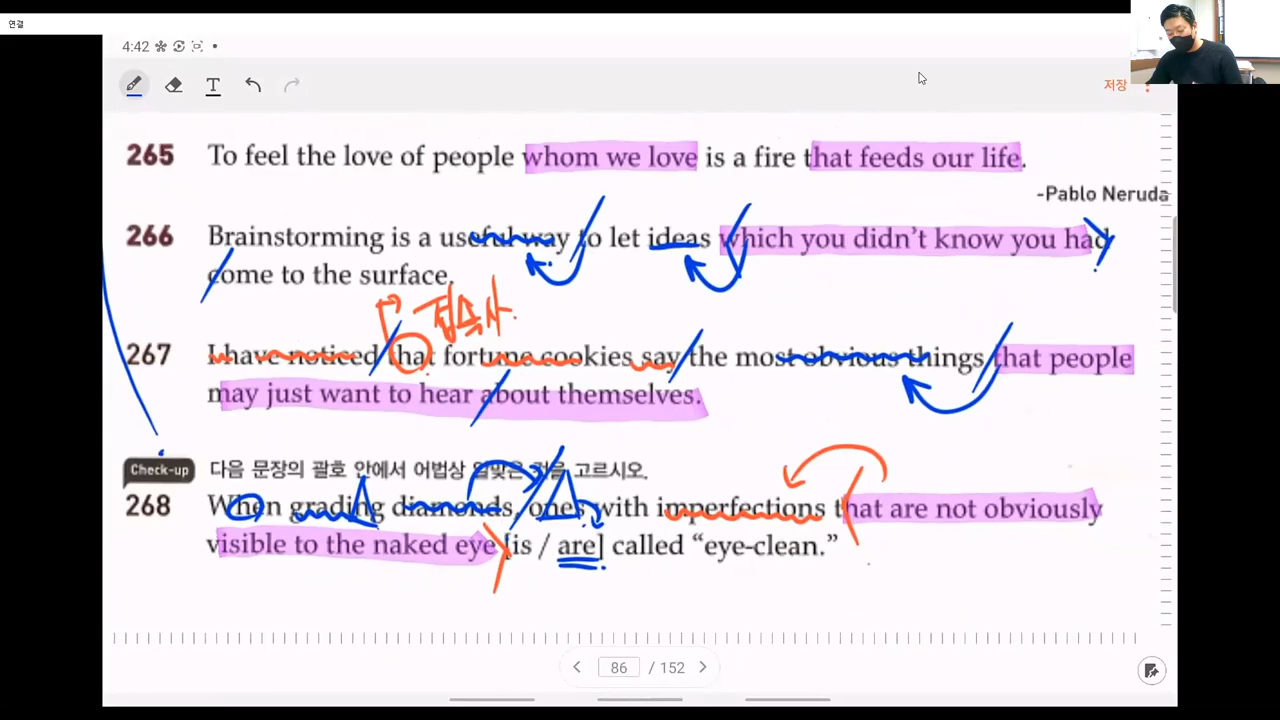 연결
4:42
T
저장
265 To feel the love of people whom we love is a fire that feeds our life.
-Pablo Neruda
266 Brainstorming is a useful way to let ideas which you didn't know you had
come to the surface.
접속사
267 I have noticed that fortune cookies say the most obvious things that people
may just want to hear about themselves.
Check-up 다음 문장의 괄호 안에서 어법상 알맞은 것을 고르시오.
268 When grading diamonds, ones with imperfections that are not obviously
visible to the naked eye [is / are] called “eye-clean.”
86 / 152